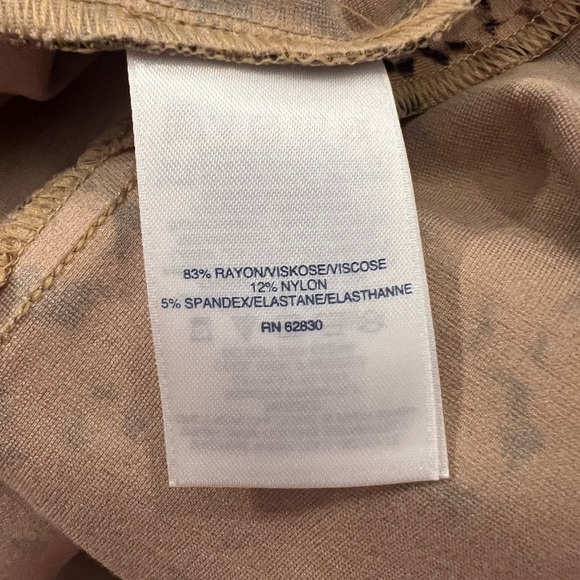 83% RAYON/VISKOSE/VISCOSE
12% NYLON
5% SPANDEX/ELASTANE/ELASTHANNE
RN 62830